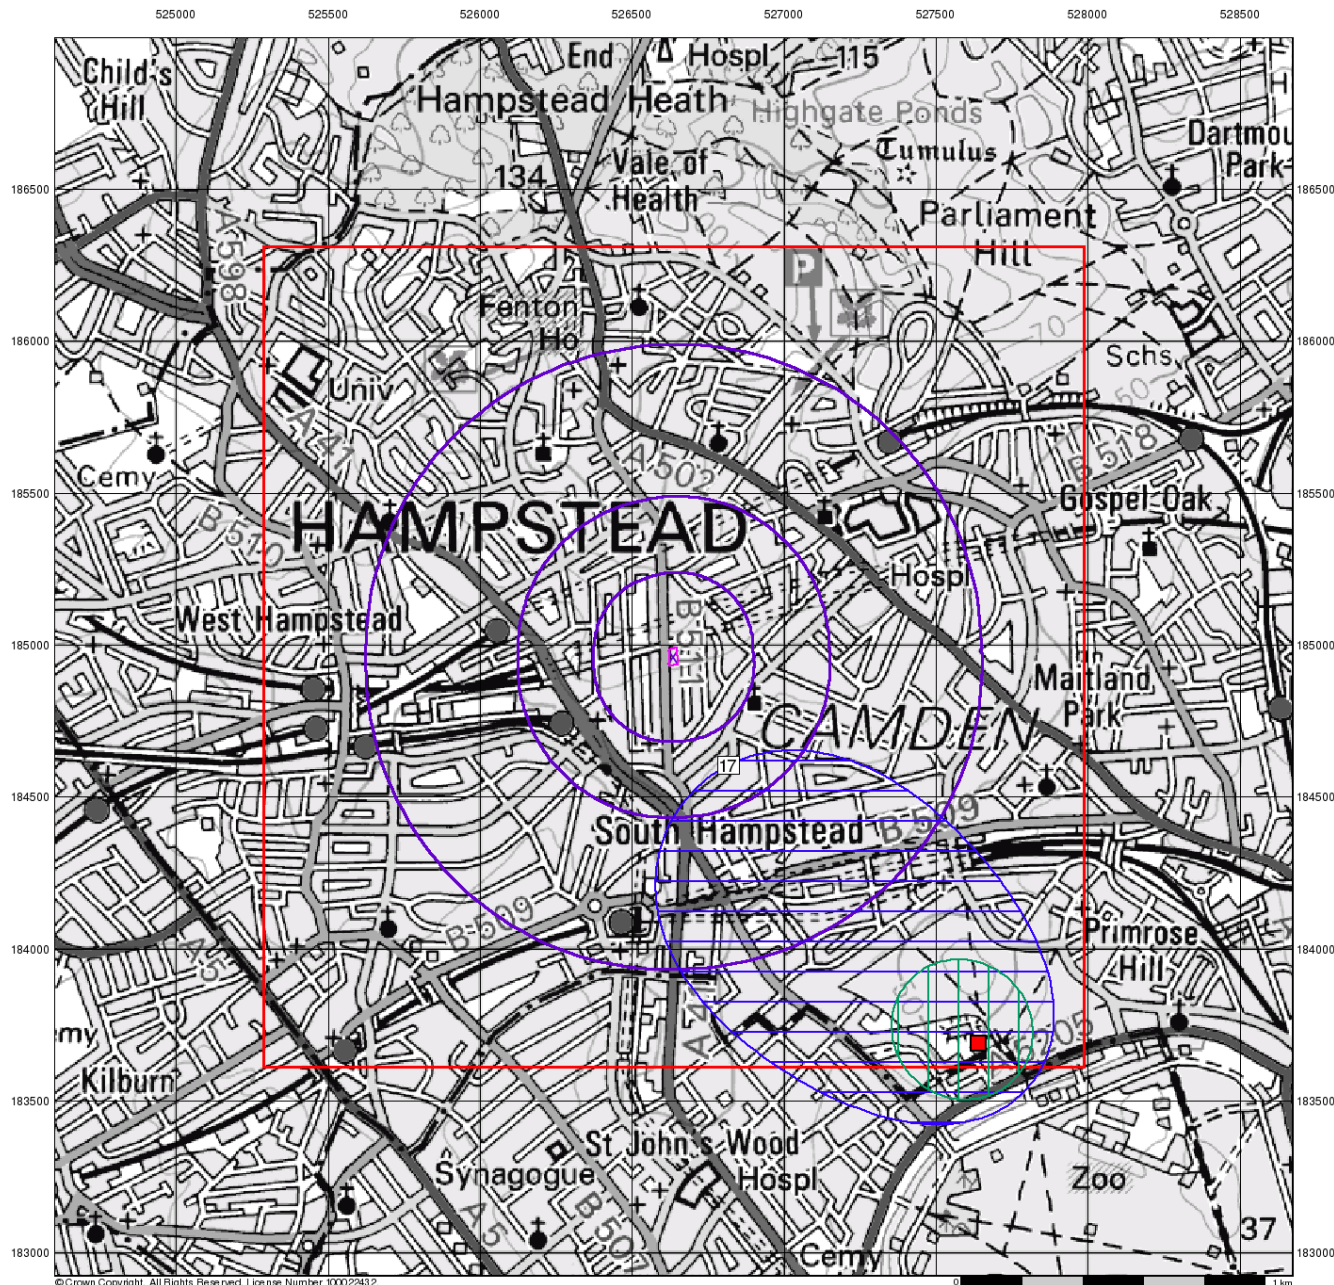 525000 525500 526000 526500 527000 527500 528000 528500
End Hospl 115
Child's
Hill
Hampstead Heath
Highgate Ponds
Dartmou
Park
Tumulus
Vale of
Health
134
186500 186500
Parliament
Hill
A 598
P
Fenton
Ho
70
186000 186000
Schs
50
Univ
A 41
B 518
A 502
Cemy
185500 185500
Gospel Oak
HAMPSTEAD
B 510
Hospl
West Hampstead
B 511
185000 185000
X
Maitland
Park
CAMDEN
17
184500 184500
B 509
South Hampstead
B 509
Primrose
Hill
184000 184000
A 5
A 4
emy
Kilburn
183500 183500
St John's Wood
Hospl
Synagogue
Zoo
A 5
B 507
37
183000 183000
Cemy
© Crown Copyright. All Rights Reserved. License Number 100022432 0 1 km